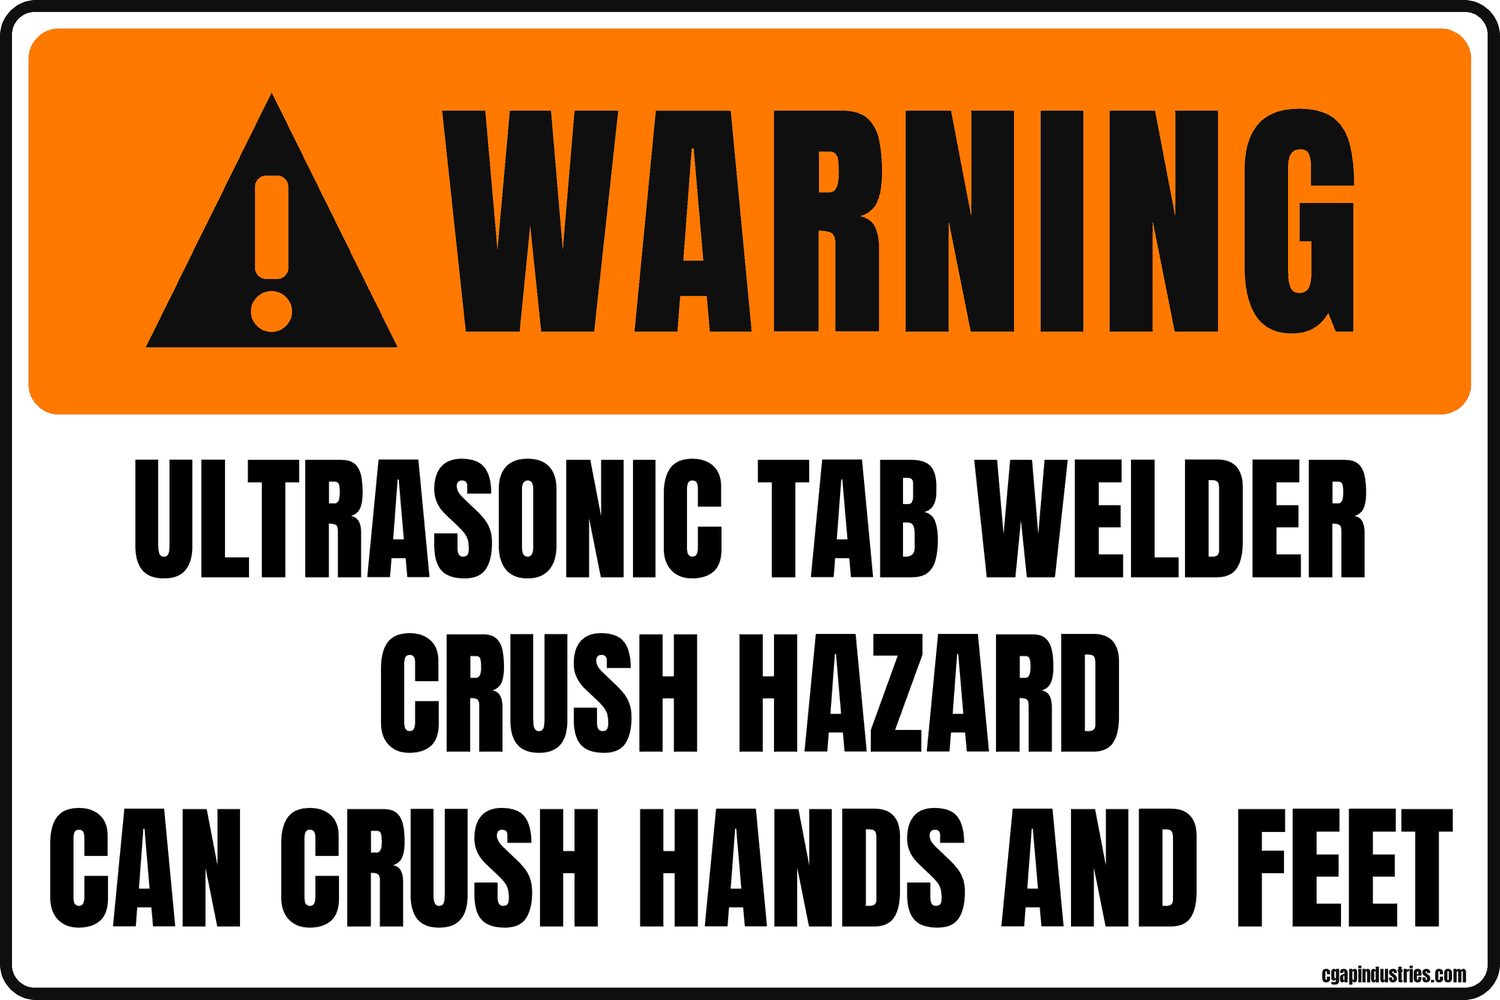 WARNING
ULTRASONIC TAB WELDER
CRUSH HAZARD
CAN CRUSH HANDS AND FEET
cgapindustries.com